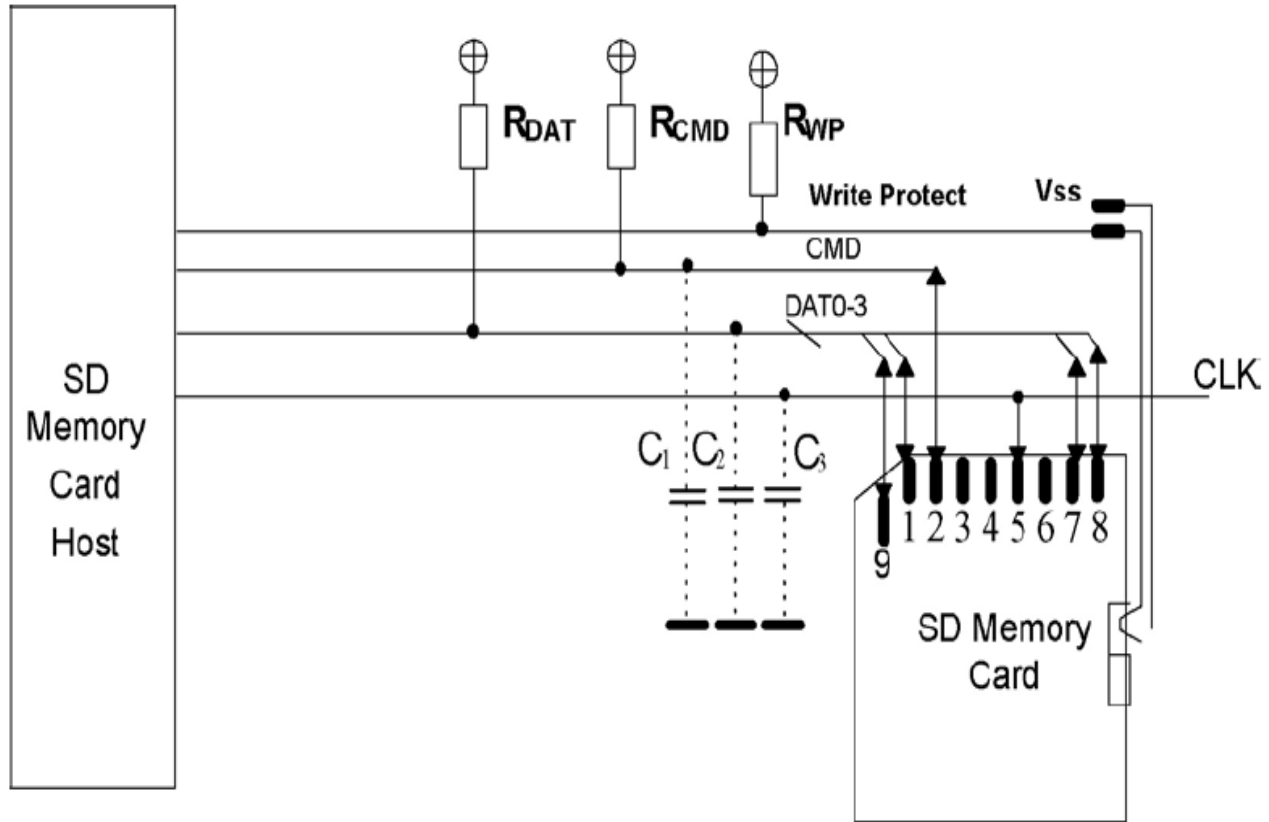 RDAT
RCMD
RWP
Write Protect
Vss
CMD
DAT0-3
CLK
SD
Memory
Card
Host
C1
C2
C3
1 2 3 4 5 6 7 8
9
SD Memory
Card